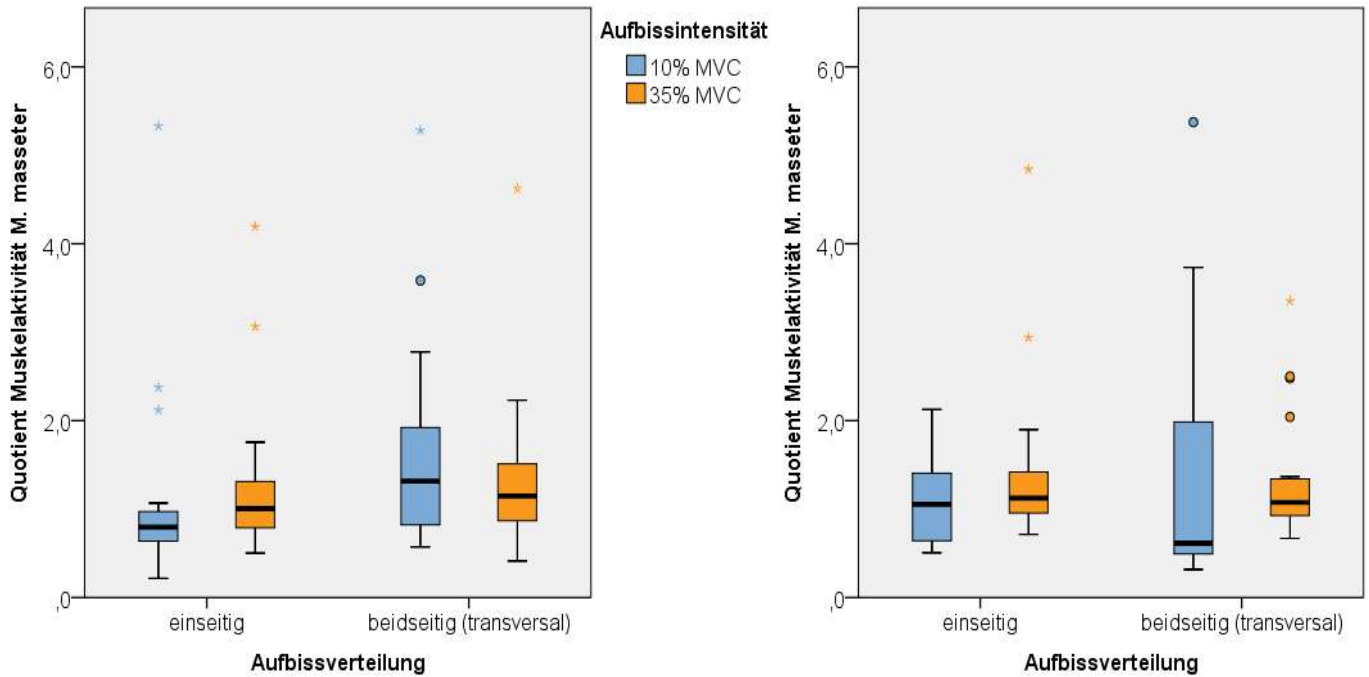 Quotient Muskelaktivität M. masseter
6,0
4,0
2,0
,0
einseitig
beidseitig (transversal)
Aufbissverteilung
Aufbissintensität
10% MVC
35% MVC
Quotient Muskelaktivität M. masseter
6,0
4,0
2,0
,0
einseitig
beidseitig (transversal)
Aufbissverteilung